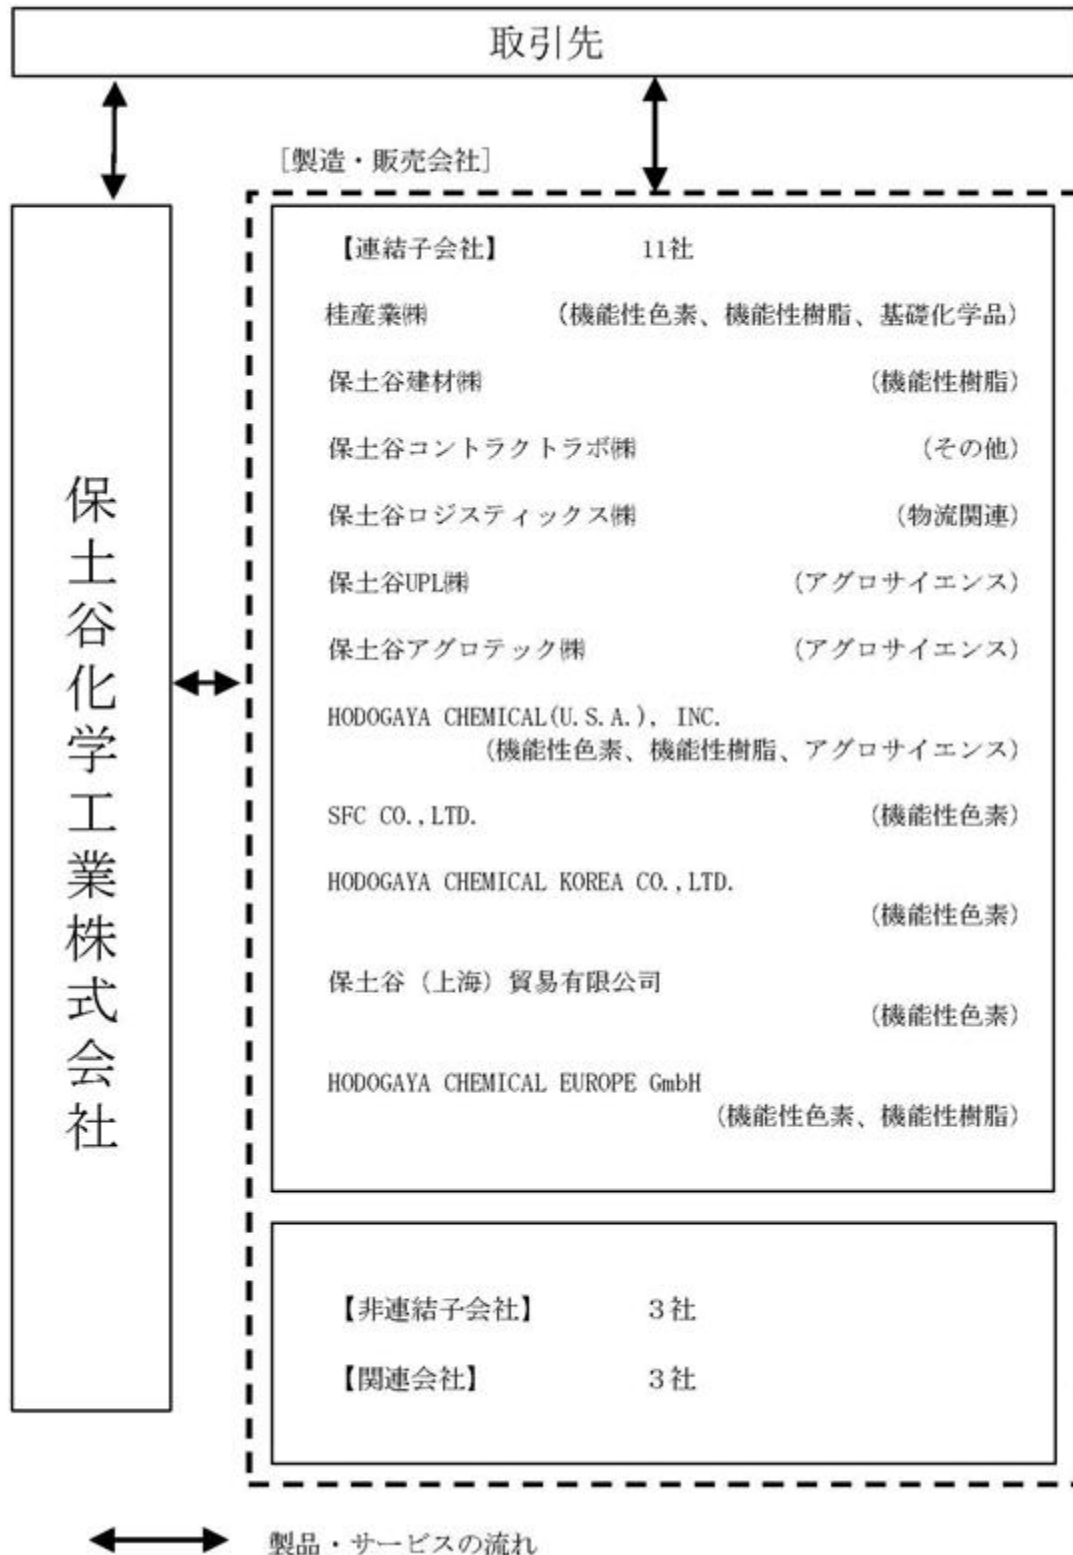 取引先
[製造・販売会社]
保土谷化学工業株式会社
【連結子会社】 11社
桂産業㈱ (機能性色素、機能性樹脂、基礎化学品)
保土谷建材㈱ (機能性樹脂)
保土谷コントラクトラボ㈱ (その他)
保土谷ロジスティックス㈱ (物流関連)
保土谷UPL㈱ (アグロサイエンス)
保土谷アグロテック㈱ (アグロサイエンス)
HODOGAYA CHEMICAL(U.S.A.), INC.
(機能性色素、機能性樹脂、アグロサイエンス)
SFC CO.,LTD. (機能性色素)
HODOGAYA CHEMICAL KOREA CO.,LTD.
(機能性色素)
保土谷（上海）貿易有限公司
(機能性色素)
HODOGAYA CHEMICAL EUROPE GmbH
(機能性色素、機能性樹脂)
【非連結子会社】 3社
【関連会社】 3社
製品・サービスの流れ